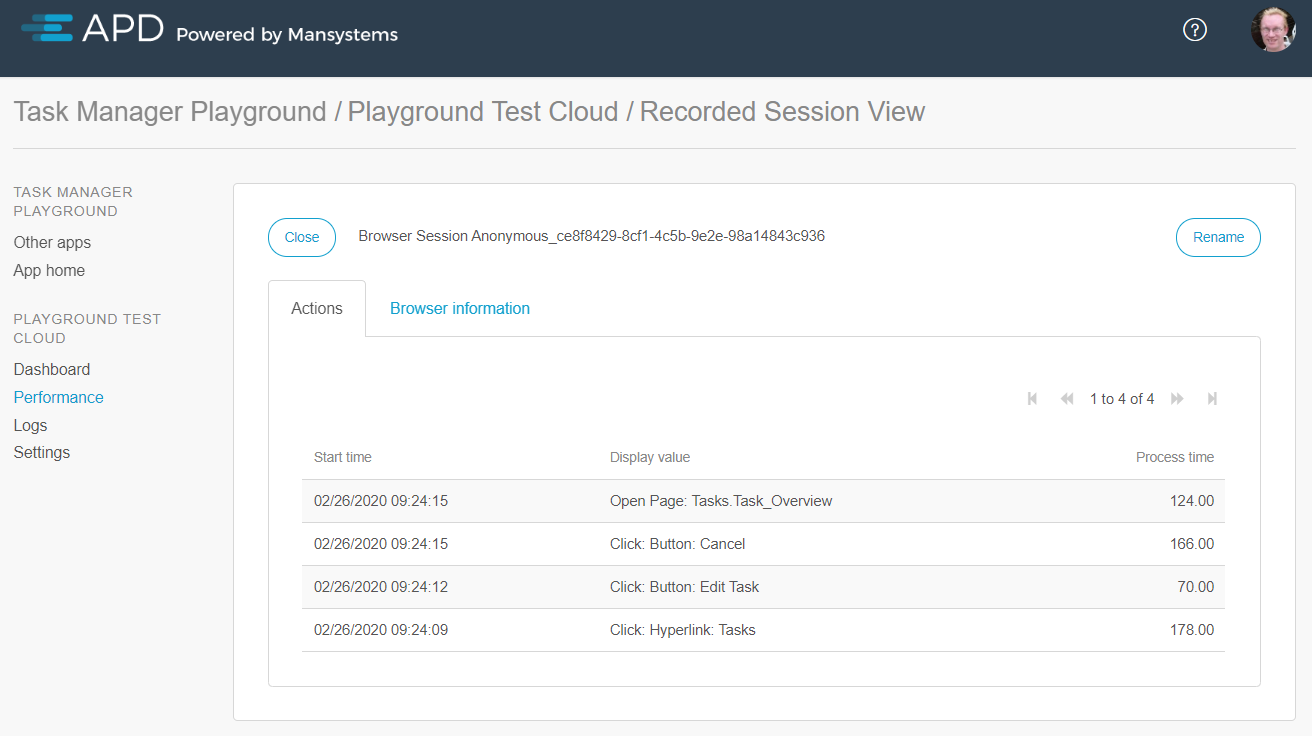 APD Powered by Mansystems
?
Task Manager Playground / Playground Test Cloud / Recorded Session View
TASK MANAGER
PLAYGROUND
Other apps
App home
PLAYGROUND TEST
CLOUD
Dashboard
Performance
Logs
Settings
Close Browser Session Anonymous_ce8f8429-8cf1-4c5b-9e2e-98a14843c936 Rename
Actions Browser information
1 to 4 of 4
Start time Display value Process time
02/26/2020 09:24:15 Open Page: Tasks.Task_Overview 124.00
02/26/2020 09:24:15 Click: Button: Cancel 166.00
02/26/2020 09:24:12 Click: Button: Edit Task 70.00
02/26/2020 09:24:09 Click: Hyperlink: Tasks 178.00